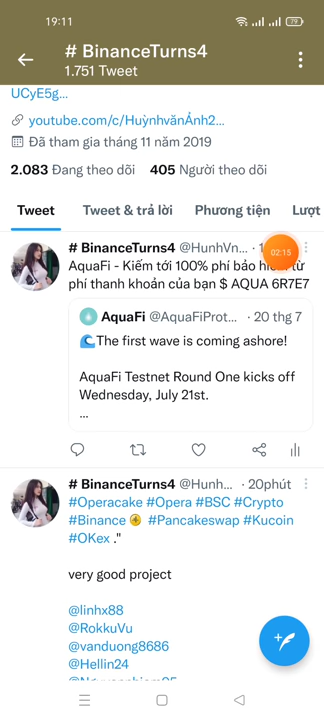 19:11
79
# BinanceTurns4
1.751 Tweet
UCyE5g...
youtube.com/c/HuỳnhvănẢnh2...
Đã tham gia tháng 11 năm 2019
2.083 Đang theo dõi 405 Người theo dõi
Tweet Tweet & trả lời Phương tiện Lượt
# BinanceTurns4 @HunhVn... · 1
02:15
AquaFi - Kiếm tới 100% phí bảo hiểm từ
phí thanh khoản của bạn $ AQUA 6R7E7
AquaFi @AquaFiProt... · 20 thg 7
🌊The first wave is coming ashore!
AquaFi Testnet Round One kicks off
Wednesday, July 21st.
...
# BinanceTurns4 @Hunh... · 20phút
#Operacake #Opera #BSC #Crypto
#Binance #Pancakeswap #Kucoin
#OKex ."
very good project
@linhx88
@RokkuVu
@vanduong8686
@Hellin24